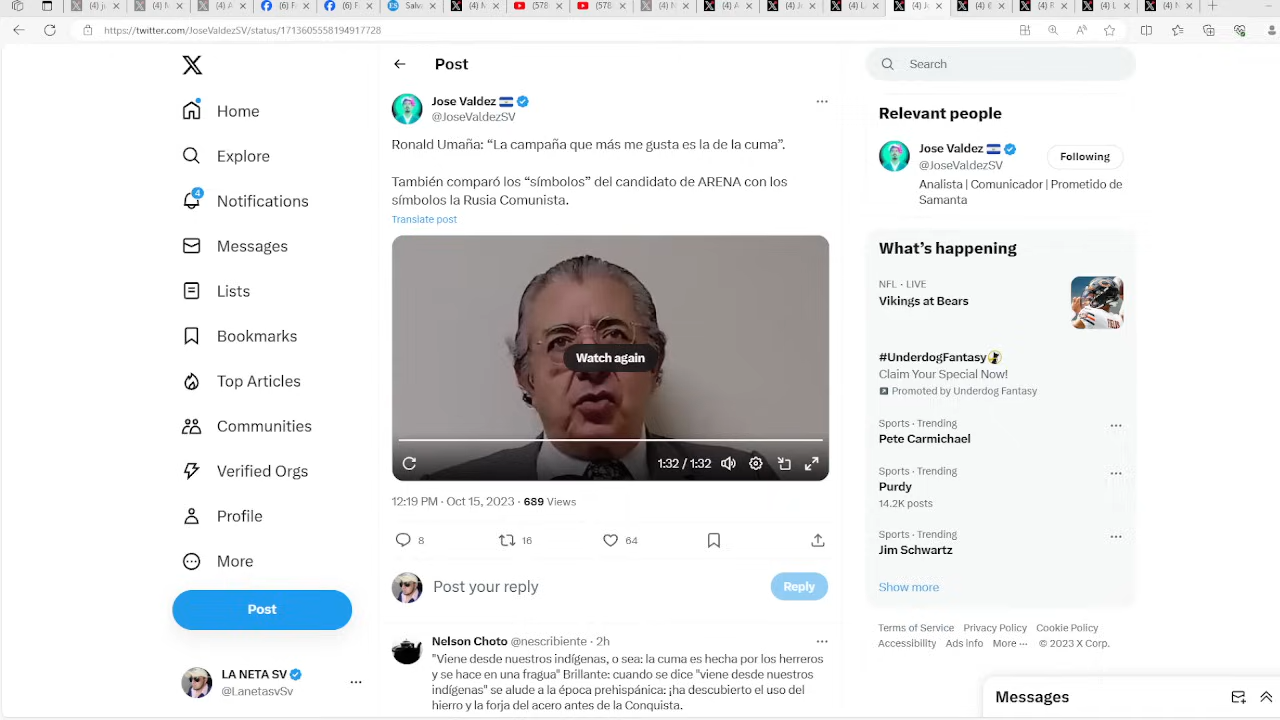 https://twitter.com/JoseValdezSV/status/1713605558194917728
Home
Explore
4
Notifications
Messages
Lists
Bookmarks
Top Articles
Communities
Verified Orgs
Profile
More
Post
LA NETA SV
@LanetasvSv
Post
Jose Valdez
@JoseValdezSV
Ronald Umaña: “La campaña que más me gusta es la de la cuma”.
También comparó los “símbolos” del candidato de ARENA con los
símbolos la Rusia Comunista.
Translate post
Watch again
1:32 / 1:32
12:19 PM · Oct 15, 2023 · 689 Views
8
16
64
Post your reply
Reply
Nelson Choto @nescribiente · 2h
"Viene desde nuestros indígenas, o sea: la cuma es hecha por los herreros
y se hace en una fragua" Brillante: cuando se dice "viene desde nuestros
indígenas" se alude a la época prehispánica: ¡ha descubierto el uso del
hierro y la forja del acero antes de la Conquista.
Search
Relevant people
Jose Valdez
@JoseValdezSV
Following
Analista | Comunicador | Prometido de
Samanta
What’s happening
NFL · LIVE
Vikings at Bears
#UnderdogFantasy
Claim Your Special Now!
Promoted by Underdog Fantasy
Sports · Trending
Pete Carmichael
Sports · Trending
Purdy
14.2K posts
Sports · Trending
Jim Schwartz
Show more
Terms of Service Privacy Policy Cookie Policy
Accessibility Ads info More ··· © 2023 X Corp.
Messages